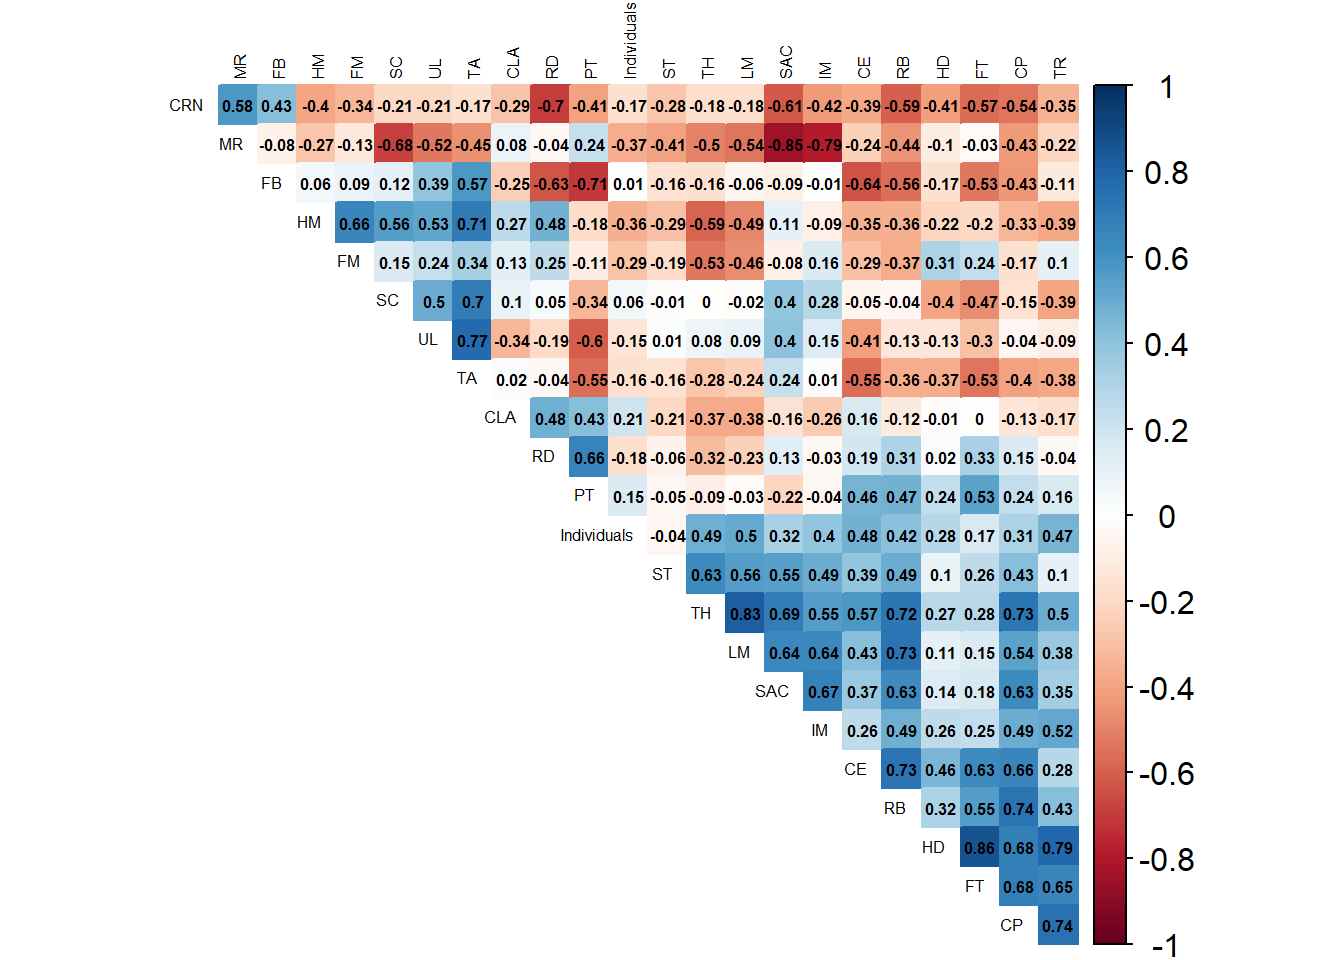 MR FB HM FM SC UL TA CLA RD PT Individuals ST TH LM SAC IM CE RB HD FT CP TR
CRN 0.58 0.43 -0.4 -0.34 -0.21 -0.21 -0.17 -0.29 -0.7 -0.41 -0.17 -0.28 -0.18 -0.18 -0.61 -0.42 -0.39 -0.59 -0.41 -0.57 -0.54 -0.35
MR -0.08 -0.27 -0.13 -0.68 -0.52 -0.45 0.08 -0.04 0.24 -0.37 -0.41 -0.5 -0.54 -0.85 -0.79 -0.24 -0.44 -0.1 -0.03 -0.43 -0.22
FB 0.06 0.09 0.12 0.39 0.57 -0.25 -0.63 -0.71 0.01 -0.16 -0.16 -0.06 -0.09 -0.01 -0.64 -0.56 -0.17 -0.53 -0.43 -0.11
HM 0.66 0.56 0.53 0.71 0.27 0.48 -0.18 -0.36 -0.29 -0.59 -0.49 0.11 -0.09 -0.35 -0.36 -0.22 -0.2 -0.33 -0.39
FM 0.15 0.24 0.34 0.13 0.25 -0.11 -0.29 -0.19 -0.53 -0.46 -0.08 0.16 -0.29 -0.37 0.31 0.24 -0.17 0.1
SC 0.5 0.7 0.1 0.05 -0.34 0.06 -0.01 0 -0.02 0.4 0.28 -0.05 -0.04 -0.4 -0.47 -0.15 -0.39
UL 0.77 -0.34 -0.19 -0.6 -0.15 0.01 0.08 0.09 0.4 0.15 -0.41 -0.13 -0.13 -0.3 -0.04 -0.09
TA 0.02 -0.04 -0.55 -0.16 -0.16 -0.28 -0.24 0.24 0.01 -0.55 -0.36 -0.37 -0.53 -0.4 -0.38
CLA 0.48 0.43 0.21 -0.21 -0.37 -0.38 -0.16 -0.26 0.16 -0.12 -0.01 0 -0.13 -0.17
RD 0.66 -0.18 -0.06 -0.32 -0.23 0.13 -0.03 0.19 0.31 0.02 0.33 0.15 -0.04
PT 0.15 -0.05 -0.09 -0.03 -0.22 -0.04 0.46 0.47 0.24 0.53 0.24 0.16
Individuals -0.04 0.49 0.5 0.32 0.4 0.48 0.42 0.28 0.17 0.31 0.47
ST 0.63 0.56 0.55 0.49 0.39 0.49 0.1 0.26 0.43 0.1
TH 0.83 0.69 0.55 0.57 0.72 0.27 0.28 0.73 0.5
LM 0.64 0.64 0.43 0.73 0.11 0.15 0.54 0.38
SAC 0.67 0.37 0.63 0.14 0.18 0.63 0.35
IM 0.26 0.49 0.26 0.25 0.49 0.52
CE 0.73 0.46 0.63 0.66 0.28
RB 0.32 0.55 0.74 0.43
HD 0.86 0.68 0.79
FT 0.68 0.65
CP 0.74
1
0.8
0.6
0.4
0.2
0
-0.2
-0.4
-0.6
-0.8
-1